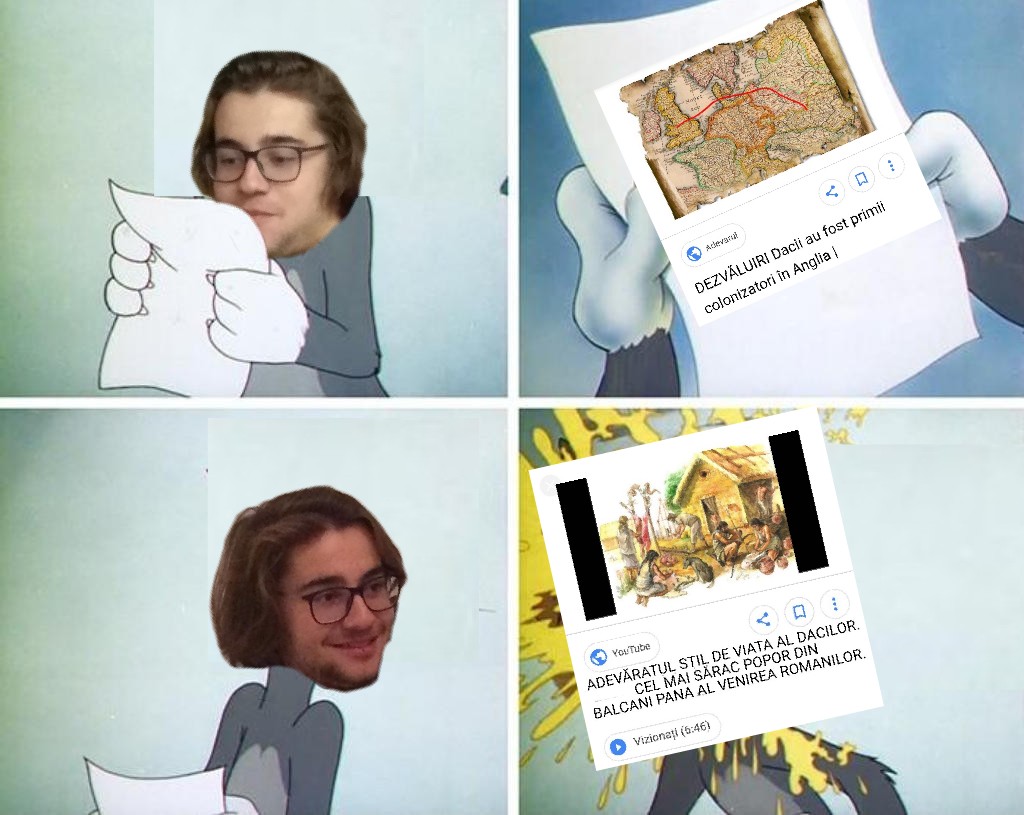 Adevarul
DEZVĂLUIRI Dacii au fost primii
colonizatori în Anglia |
YouTube
ADEVĂRATUL STIL DE VIATA AL DACILOR.
CEL MAI SĂRAC POPOR DIN
BALCANI PANA AL VENIREA ROMANILOR.
Vizionați (6:46)